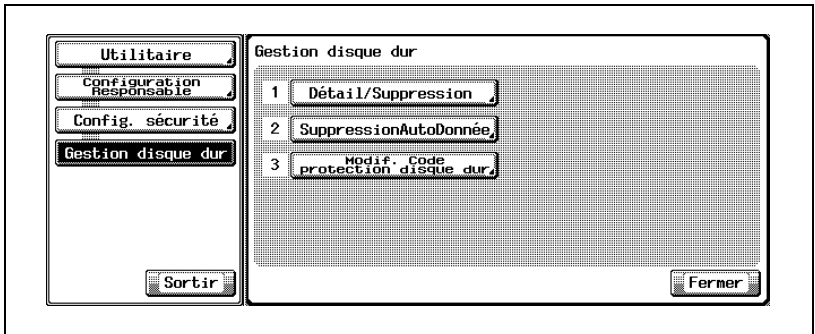 Utilitaire
Configuration
Responsable
Config. sécurité
Gestion disque dur
Sortir
Gestion disque dur
1 Détail/Suppression
2 SuppressionAutoDonnée
3 Modif. Code
protection disque dur
Fermer